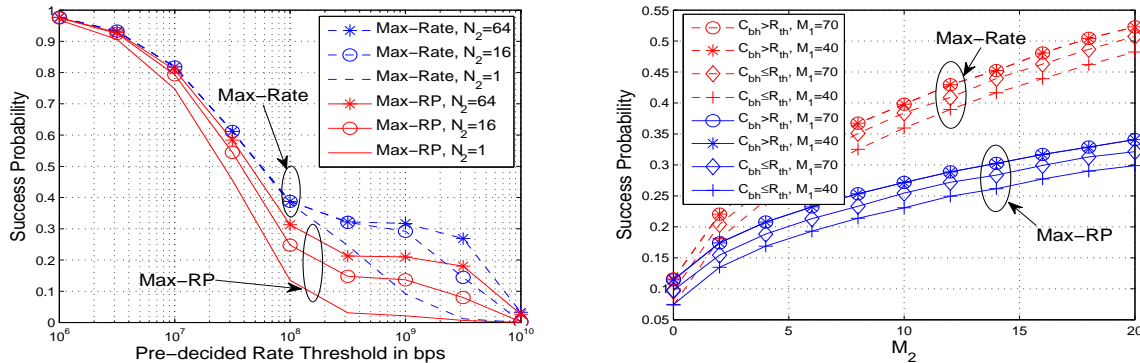 1
0.9
0.8
0.7
0.6
0.5
0.4
0.3
0.2
0.1
0
Success Probability
Max−Rate, N2=64
Max−Rate, N2=16
Max−Rate, N2=1
Max−RP, N2=64
Max−RP, N2=16
Max−RP, N2=1
Max−Rate
Max−RP
10^6 10^7 10^8 10^9 10^10
Pre−decided Rate Threshold in bps
0.55
0.5
0.45
0.4
0.35
0.3
0.25
0.2
0.15
0.1
0.05
Success Probability
Cbh>Rth, M1=70
Cbh>Rth, M1=40
Cbh≤Rth, M1=70
Cbh≤Rth, M1=40
Cbh>Rth, M1=70
Cbh>Rth, M1=40
Cbh≤Rth, M1=70
Cbh≤Rth, M1=40
Max−Rate
Max−RP
0 5 10 15 20
M2